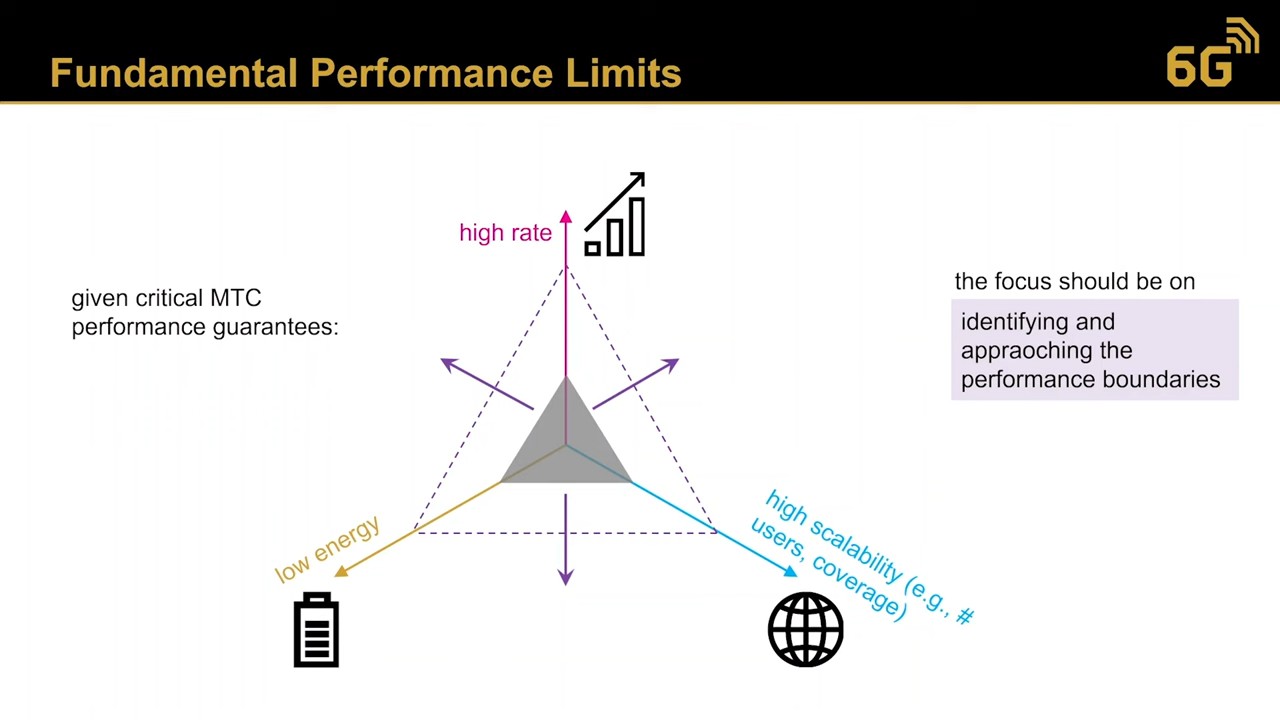 Fundamental Performance Limits
6G
high rate
given critical MTC
performance guarantees:
the focus should be on
identifying and
appraoching the
performance boundaries
low energy
high scalability (e.g., #
users, coverage)